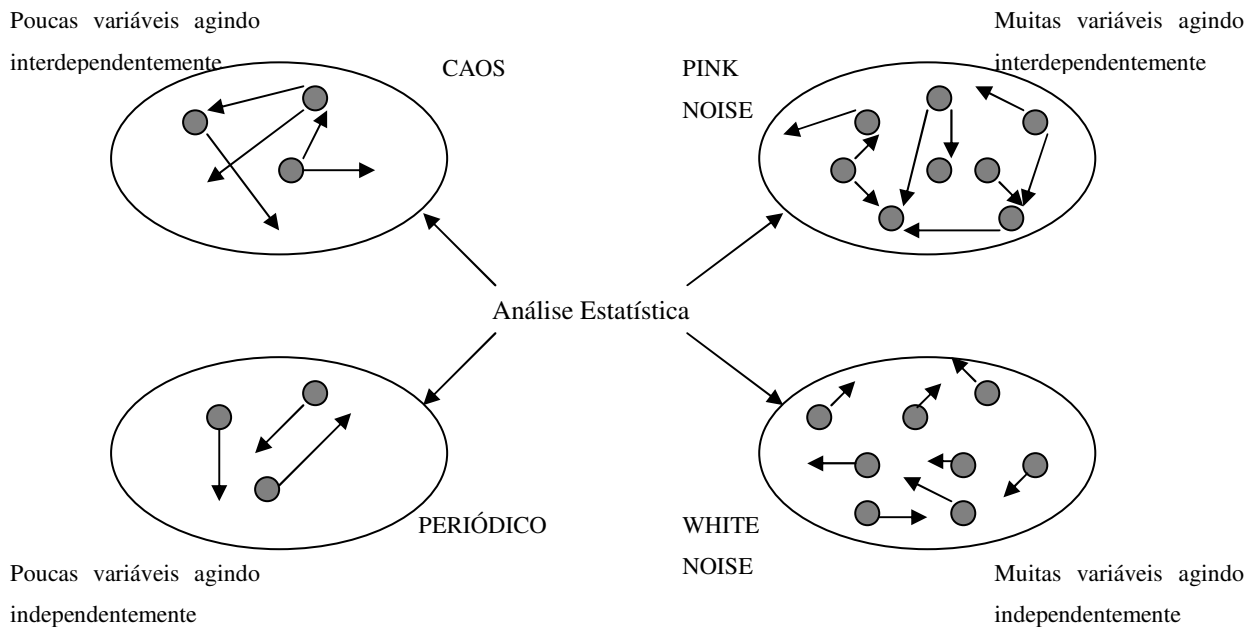 Poucas variáveis agindo
interdependentemente
CAOS
PINK
NOISE
Muitas variáveis agindo
interdependentemente
Análise Estatística
PERIÓDICO
WHITE
NOISE
Poucas variáveis agindo
independentemente
Muitas variáveis agindo
independentemente